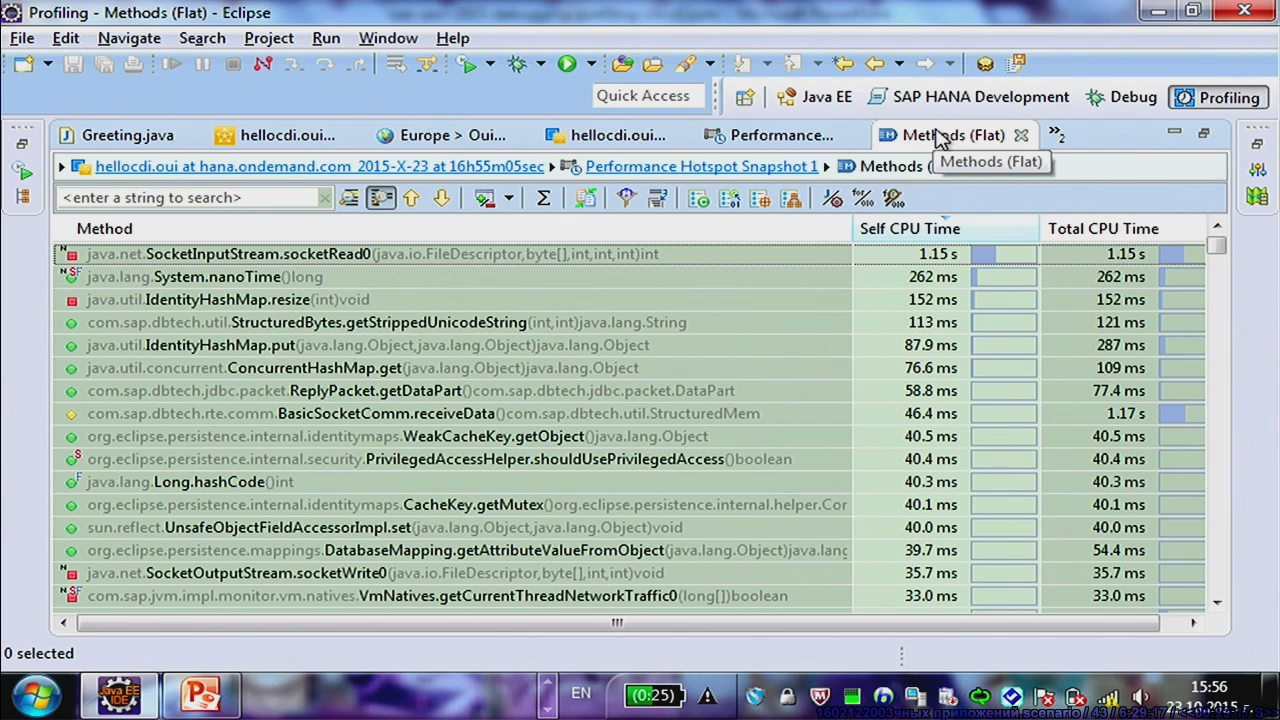 Profiling - Methods (Flat) - Eclipse
File Edit Navigate Search Project Run Window Help
Quick Access Java EE SAP HANA Development Debug Profiling
Greeting.java hellocdi.oui... Europe > Oui... hellocdi.oui... Performance... Methods (Flat) »2
hellocdi.oui at hana.ondemand.com 2015-X-23 at 16h55m05sec Performance Hotspot Snapshot 1 Methods (
Methods (Flat)
<enter a string to search>
Method Self CPU Time Total CPU Time
java.net.SocketInputStream.socketRead0(java.io.FileDescriptor,byte[],int,int,int)int 1.15 s 1.15 s
java.lang.System.nanoTime()long 262 ms 262 ms
java.util.IdentityHashMap.resize(int)void 152 ms 152 ms
com.sap.dbtech.util.StructuredBytes.getStrippedUnicodeString(int,int)java.lang.String 113 ms 121 ms
java.util.IdentityHashMap.put(java.lang.Object,java.lang.Object)java.lang.Object 87.9 ms 287 ms
java.util.concurrent.ConcurrentHashMap.get(java.lang.Object)java.lang.Object 76.6 ms 109 ms
com.sap.dbtech.jdbc.packet.ReplyPacket.getDataPart()com.sap.dbtech.jdbc.packet.DataPart 58.8 ms 77.4 ms
com.sap.dbtech.rte.comm.BasicSocketComm.receiveData()com.sap.dbtech.util.StructuredMem 46.4 ms 1.17 s
org.eclipse.persistence.internal.identitymaps.WeakCacheKey.getObject()java.lang.Object 40.5 ms 40.5 ms
org.eclipse.persistence.internal.security.PrivilegedAccessHelper.shouldUsePrivilegedAccess()boolean 40.4 ms 40.4 ms
java.lang.Long.hashCode()int 40.3 ms 40.3 ms
org.eclipse.persistence.internal.identitymaps.CacheKey.getMutex()org.eclipse.persistence.internal.helper.Cor 40.1 ms 40.1 ms
sun.reflect.UnsafeObjectFieldAccessorImpl.set(java.lang.Object,java.lang.Object)void 40.0 ms 40.0 ms
org.eclipse.persistence.mappings.DatabaseMapping.getAttributeValueFromObject(java.lang.Object)java.lang 39.7 ms 54.4 ms
java.net.SocketOutputStream.socketWrite0(java.io.FileDescriptor,byte[],int,int)void 35.7 ms 35.7 ms
com.sap.jvm.impl.monitor.vm.natives.VmNatives.getCurrentThreadNetworkTraffic0(long[])boolean 33.0 ms 33.0 ms
0 selected
Java EE IDE EN (0:25) 15:56